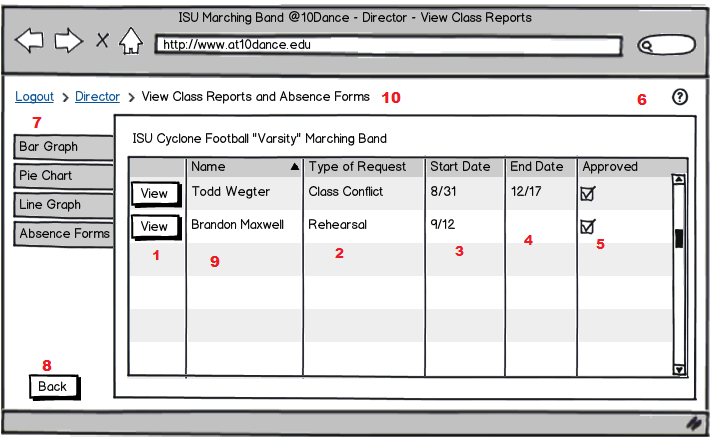 ISU Marching Band @10Dance - Director - View Class Reports
http://www.at10dance.edu
Logout > Director > View Class Reports and Absence Forms 10 6 ?
7
Bar Graph
Pie Chart
Line Graph
Absence Forms
ISU Cyclone Football "Varsity" Marching Band
Name Type of Request Start Date End Date Approved
View Todd Wegter Class Conflict 8/31 12/17
View Brandon Maxwell Rehearsal 9/12
1 9 2 3 4 5
8
Back